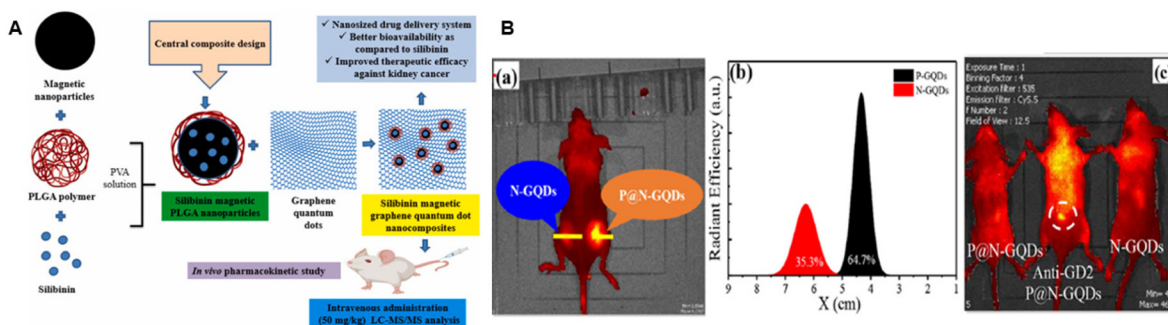 A
Magnetic
nanoparticles
PLGA polymer
Silibinin
PVA
solution
Central composite design
Silibinin magnetic
PLGA nanoparticles
Graphene
quantum
dots
✓ Nanosized drug delivery system
✓ Better bioavailability as
compared to silibinin
✓ Improved therapeutic efficacy
against kidney cancer
Silibinin magnetic
graphene quantum dot
nanocomposites
In vivo pharmacokinetic study
Intravenous administration
(50 mg/kg) LC-MS/MS analysis
B
(a)
N-GQDs
P@N-GQDs
(b)
P-GQDs
N-GQDs
Radiant Efficiency (a.u.)
35.3%
64.7%
9 8 7 6 5 4 3 2 1
X (cm)
(c)
Exposure Time : 1
Binning Factor : 4
Excitation filter : 535
Emission filter : Cy5.5
f Number : 2
Field of View : 12.5
P@N-GQDs
Anti-GD2
P@N-GQDs
N-GQDs